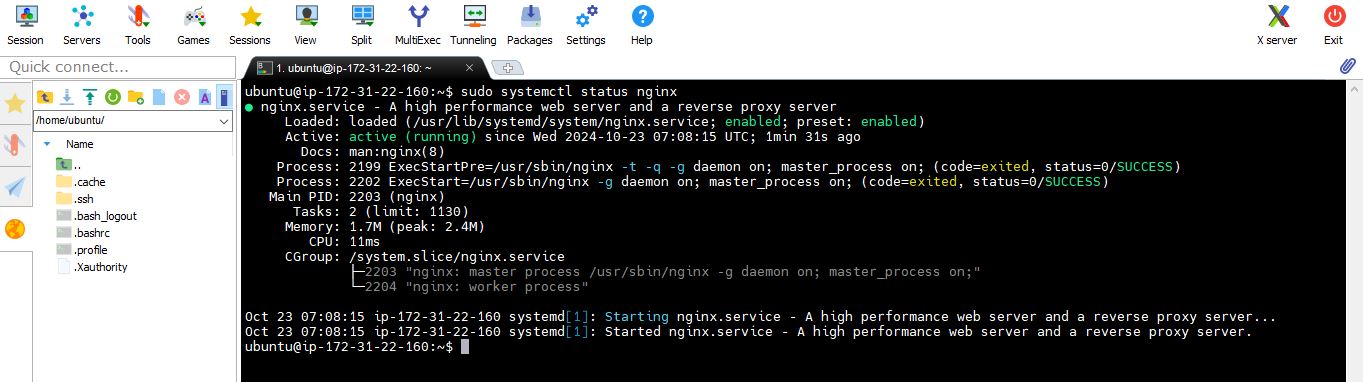 Session Servers Tools Games Sessions View Split MultiExec Tunneling Packages Settings Help X server Exit
Quick connect...
1. ubuntu@ip-172-31-22-160: ~
/home/ubuntu/
Name
..
.cache
.ssh
.bash_logout
.bashrc
.profile
.Xauthority
ubuntu@ip-172-31-22-160:~$ sudo systemctl status nginx
● nginx.service - A high performance web server and a reverse proxy server
Loaded: loaded (/usr/lib/systemd/system/nginx.service; enabled; preset: enabled)
Active: active (running) since Wed 2024-10-23 07:08:15 UTC; 1min 31s ago
Docs: man:nginx(8)
Process: 2199 ExecStartPre=/usr/sbin/nginx -t -q -g daemon on; master_process on; (code=exited, status=0/SUCCESS)
Process: 2202 ExecStart=/usr/sbin/nginx -g daemon on; master_process on; (code=exited, status=0/SUCCESS)
Main PID: 2203 (nginx)
Tasks: 2 (limit: 1130)
Memory: 1.7M (peak: 2.4M)
CPU: 11ms
CGroup: /system.slice/nginx.service
├─2203 "nginx: master process /usr/sbin/nginx -g daemon on; master_process on;"
└─2204 "nginx: worker process"
Oct 23 07:08:15 ip-172-31-22-160 systemd[1]: Starting nginx.service - A high performance web server and a reverse proxy server...
Oct 23 07:08:15 ip-172-31-22-160 systemd[1]: Started nginx.service - A high performance web server and a reverse proxy server.
ubuntu@ip-172-31-22-160:~$